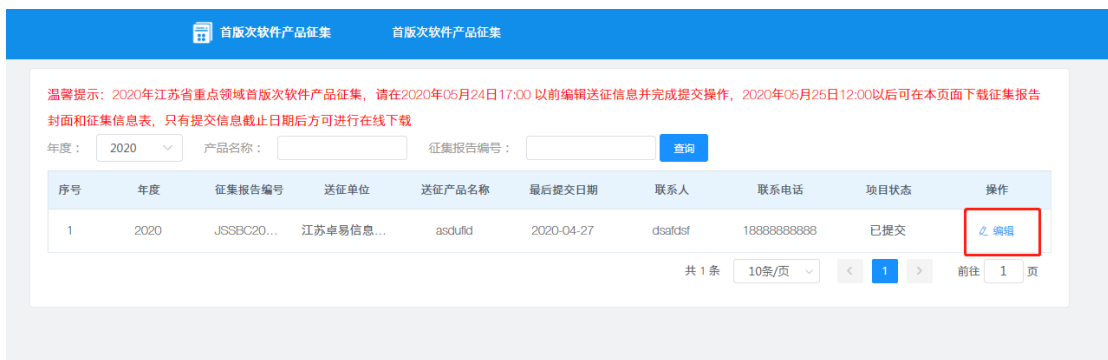 首版次软件产品征集 首版次软件产品征集
温馨提示：2020年江苏省重点领域首版次软件产品征集，请在2020年05月24日17:00 以前编辑送征信息并完成提交操作，2020年05月25日12:00以后可在本页面下载征集报告
封面和征集信息表，只有提交信息截止日期后方可进行在线下载
年度： 2020 产品名称： 征集报告编号： 查询
序号 年度 征集报告编号 送征单位 送征产品名称 最后提交日期 联系人 联系电话 项目状态 操作
1 2020 JSSBC20... 江苏卓易信息... asdufid 2020-04-27 dsafdsf 18888888888 已提交 编辑
共 1 条 10条/页 < 1 > 前往 1 页